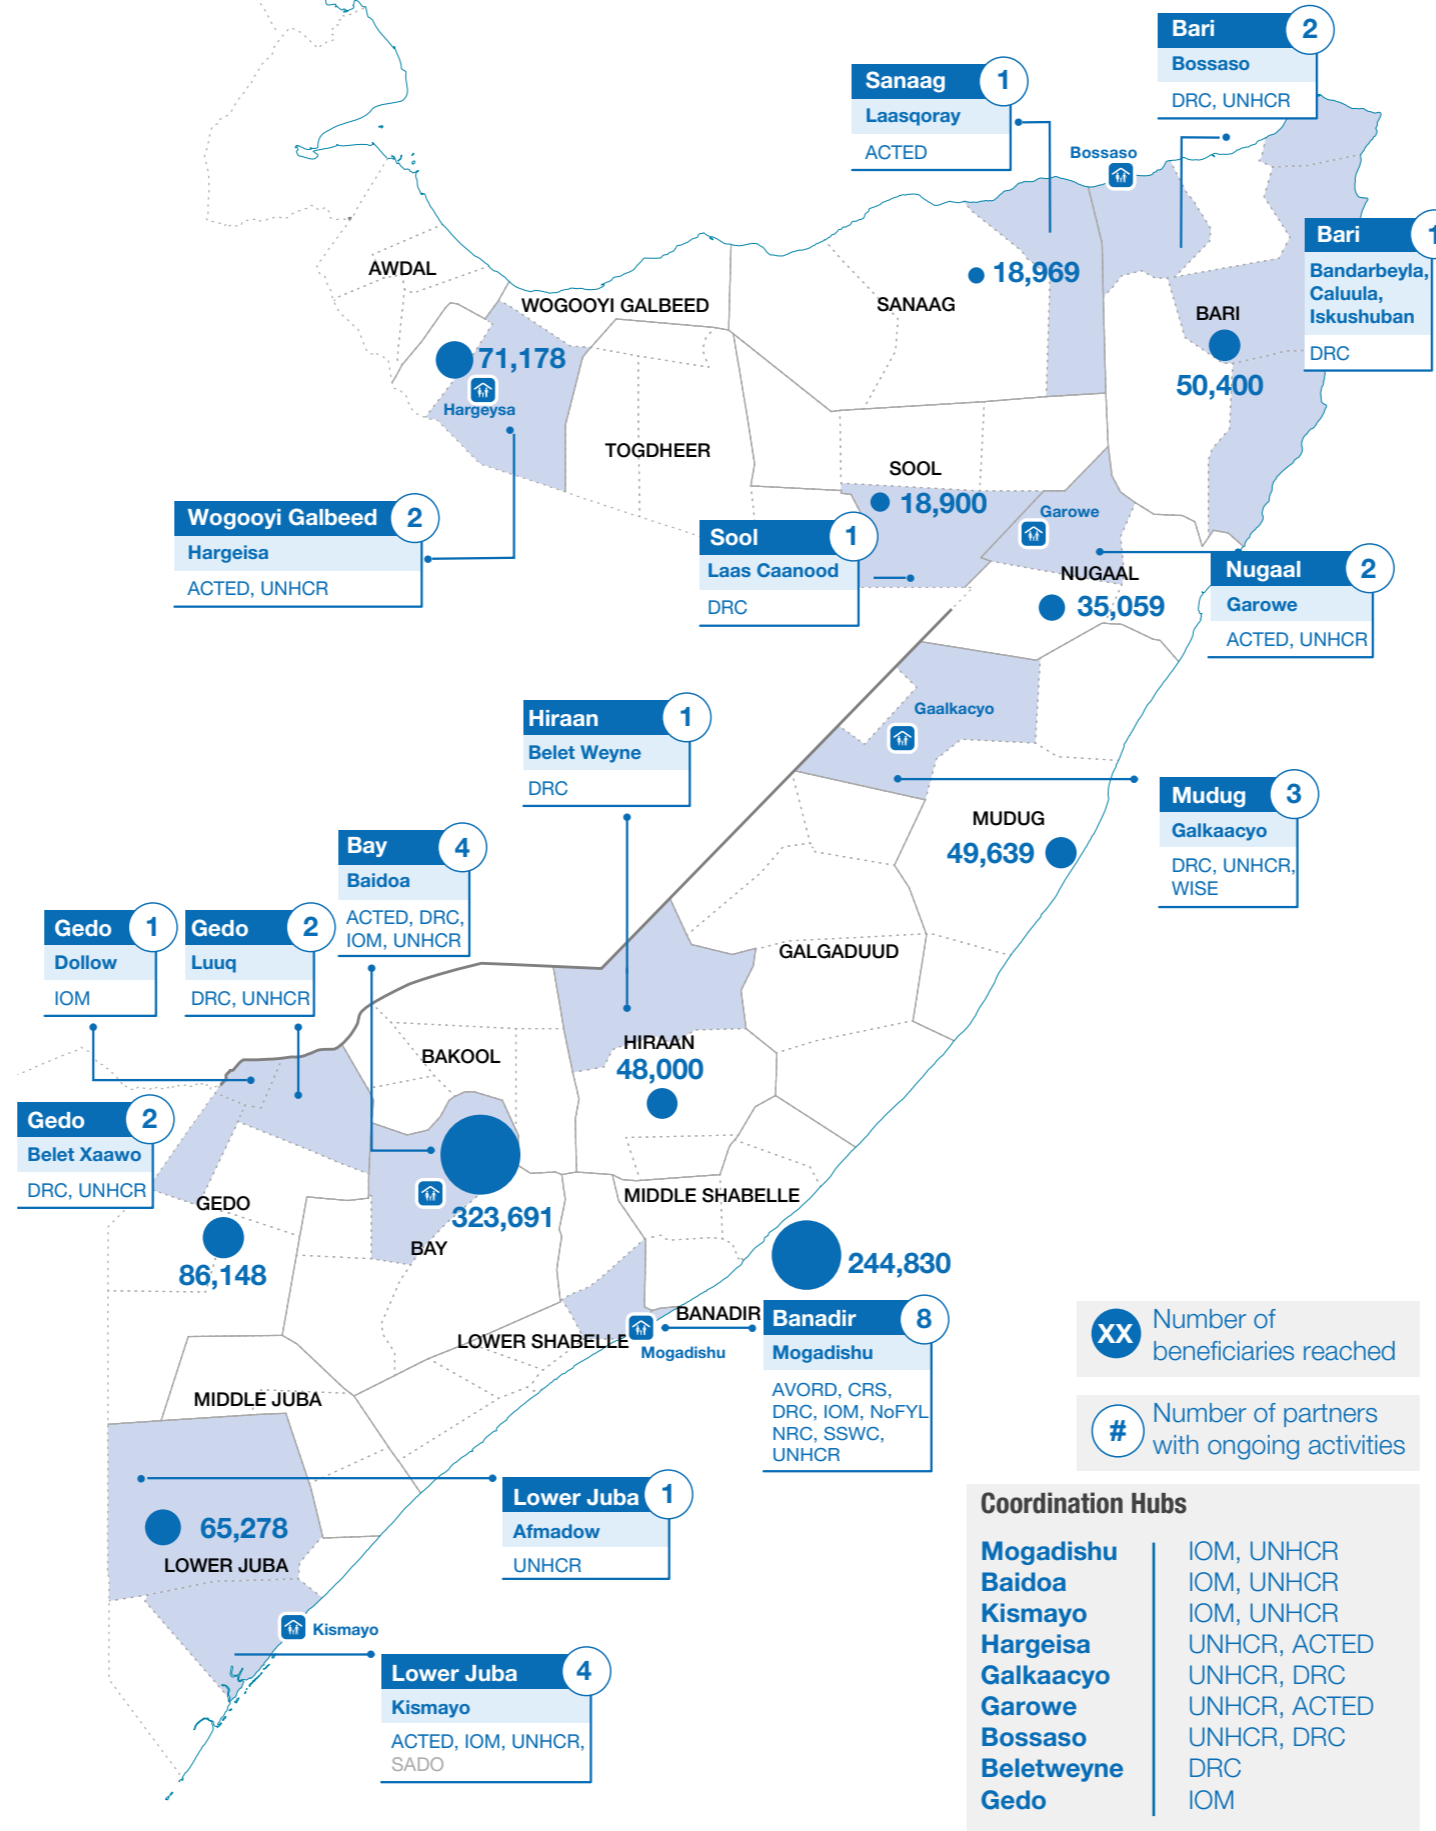 Bari
2
Bossaso
DRC, UNHCR
Sanaag
1
Laasqoray
ACTED
Bossaso
Bari
1
Bandarbeyla,
Caluula,
Iskushuban
DRC
AWDAL
WOGOOYI GALBEED
SANAAG
18,969
BARI
50,400
71,178
Hargeysa
TOGDHEER
SOOL
18,900
Garowe
Wogooyi Galbeed
2
Hargeisa
ACTED, UNHCR
Sool
1
Laas Caanood
DRC
NUGAAL
35,059
Nugaal
2
Garowe
ACTED, UNHCR
Gaalkacyo
Hiraan
1
Belet Weyne
DRC
Mudug
3
Galkaacyo
DRC, UNHCR,
WISE
MUDUG
49,639
Bay
4
Baidoa
ACTED, DRC,
IOM, UNHCR
Gedo
1
Dollow
IOM
Gedo
2
Luuq
DRC, UNHCR
GALGADUUD
HIRAAN
48,000
BAKOOL
Gedo
2
Belet Xaawo
DRC, UNHCR
GEDO
86,148
323,691
BAY
MIDDLE SHABELLE
244,830
BANADIR
Banadir
8
Mogadishu
AVORD, CRS,
DRC, IOM, NoFYL
NRC, SSWC,
UNHCR
LOWER SHABELLE
Mogadishu
XX
Number of
beneficiaries reached
#
Number of partners
with ongoing activities
MIDDLE JUBA
65,278
LOWER JUBA
Lower Juba
1
Afmadow
UNHCR
Kismayo
Lower Juba
4
Kismayo
ACTED, IOM, UNHCR,
SADO
Coordination Hubs
Mogadishu IOM, UNHCR
Baidoa IOM, UNHCR
Kismayo IOM, UNHCR
Hargeisa UNHCR, ACTED
Galkaacyo UNHCR, DRC
Garowe UNHCR, ACTED
Bossaso UNHCR, DRC
Beletweyne DRC
Gedo IOM